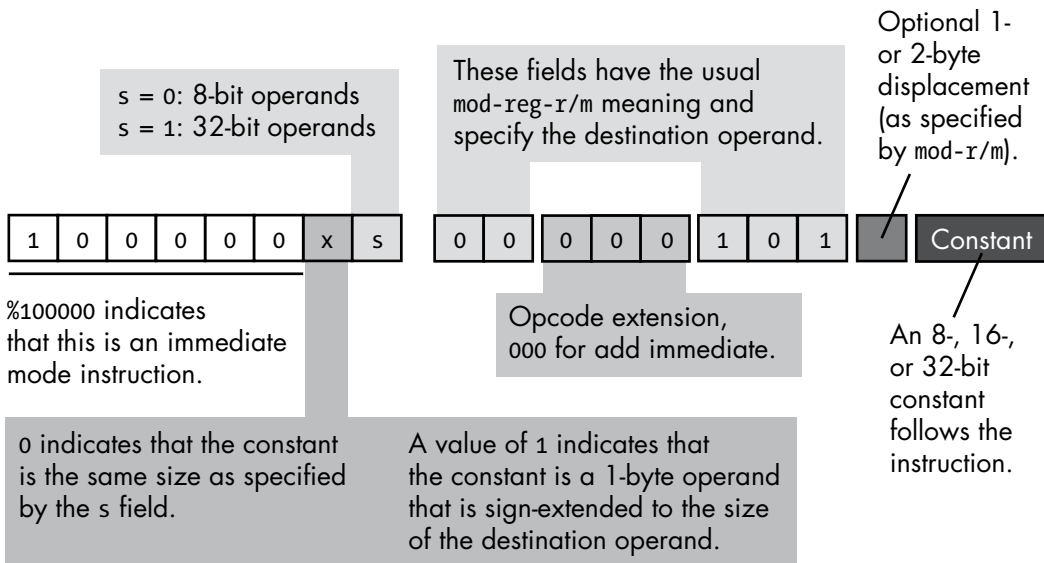 Optional 1-
or 2-byte
displacement
(as specified
by mod-r/m).
s = 0: 8-bit operands
s = 1: 32-bit operands
These fields have the usual
mod-reg-r/m meaning and
specify the destination operand.
1 0 0 0 0 0 x s 0 0 0 0 0 1 0 1 Constant
%100000 indicates
that this is an immediate
mode instruction.
Opcode extension,
000 for add immediate.
An 8-, 16-,
or 32-bit
constant
follows the
instruction.
0 indicates that the constant
is the same size as specified
by the s field.
A value of 1 indicates that
the constant is a 1-byte operand
that is sign-extended to the size
of the destination operand.